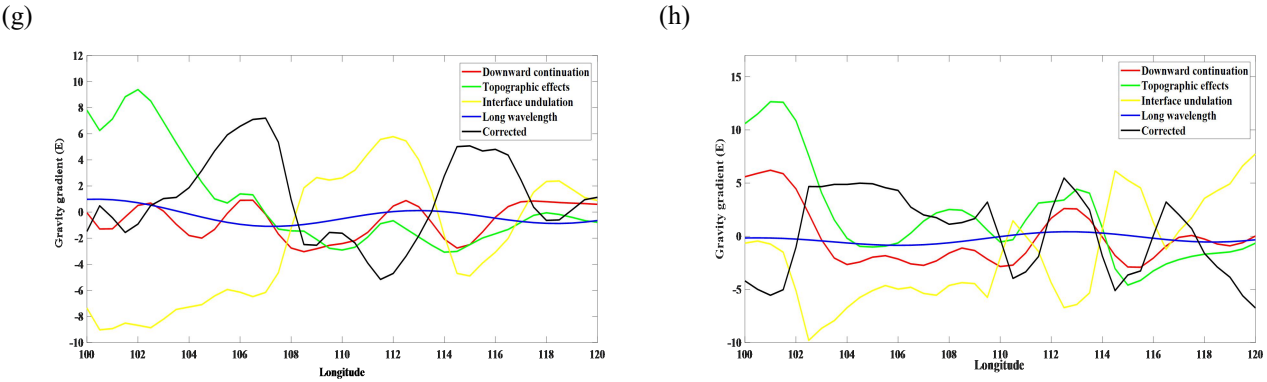 (g)
12
10
8
6
4
2
0
-2
-4
-6
-8
-10
Gravity gradient (E)
100 102 104 106 108 110 112 114 116 118 120
Longitude
Downward continuation
Topographic effects
Interface undulation
Long wavelength
Corrected
(h)
15
10
5
0
-5
-10
Gravity gradient (E)
100 102 104 106 108 110 112 114 116 118 120
Longitude
Downward continuation
Topographic effects
Interface undulation
Long wavelength
Corrected